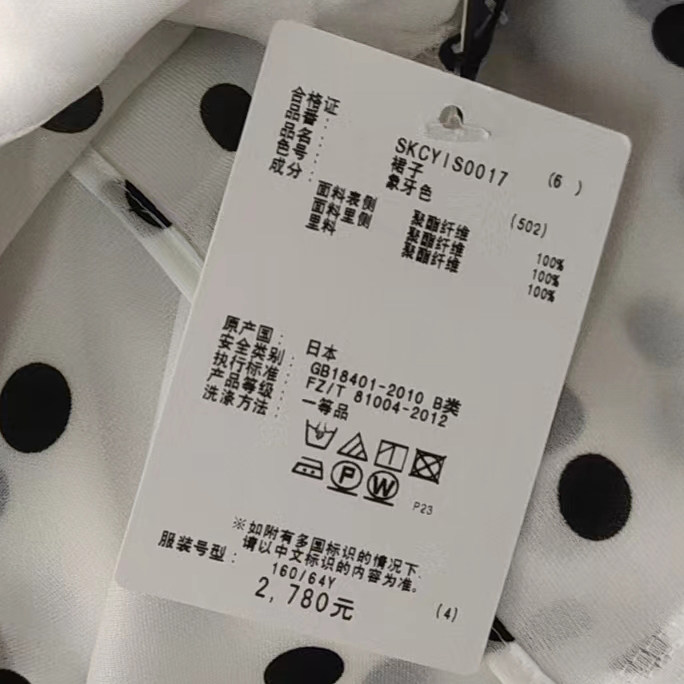 合格证
品番： SKCYIS0017 (6 )
品名： 裙子
色号： 象牙色 (502)
成分：
面料表侧 聚酯纤维 100%
面料里侧 聚酯纤维 100%
里料 聚酯纤维 100%
原产国： 日本
安全类别： GB18401-2010 B类
执行标准： FZ/T 81004-2012
产品等级： 一等品
洗涤方法：
P W
P23
※如附有多国标识的情况下，
请以中文标识的内容为准。
服装号型： 160/64Y
2,780元 (4)